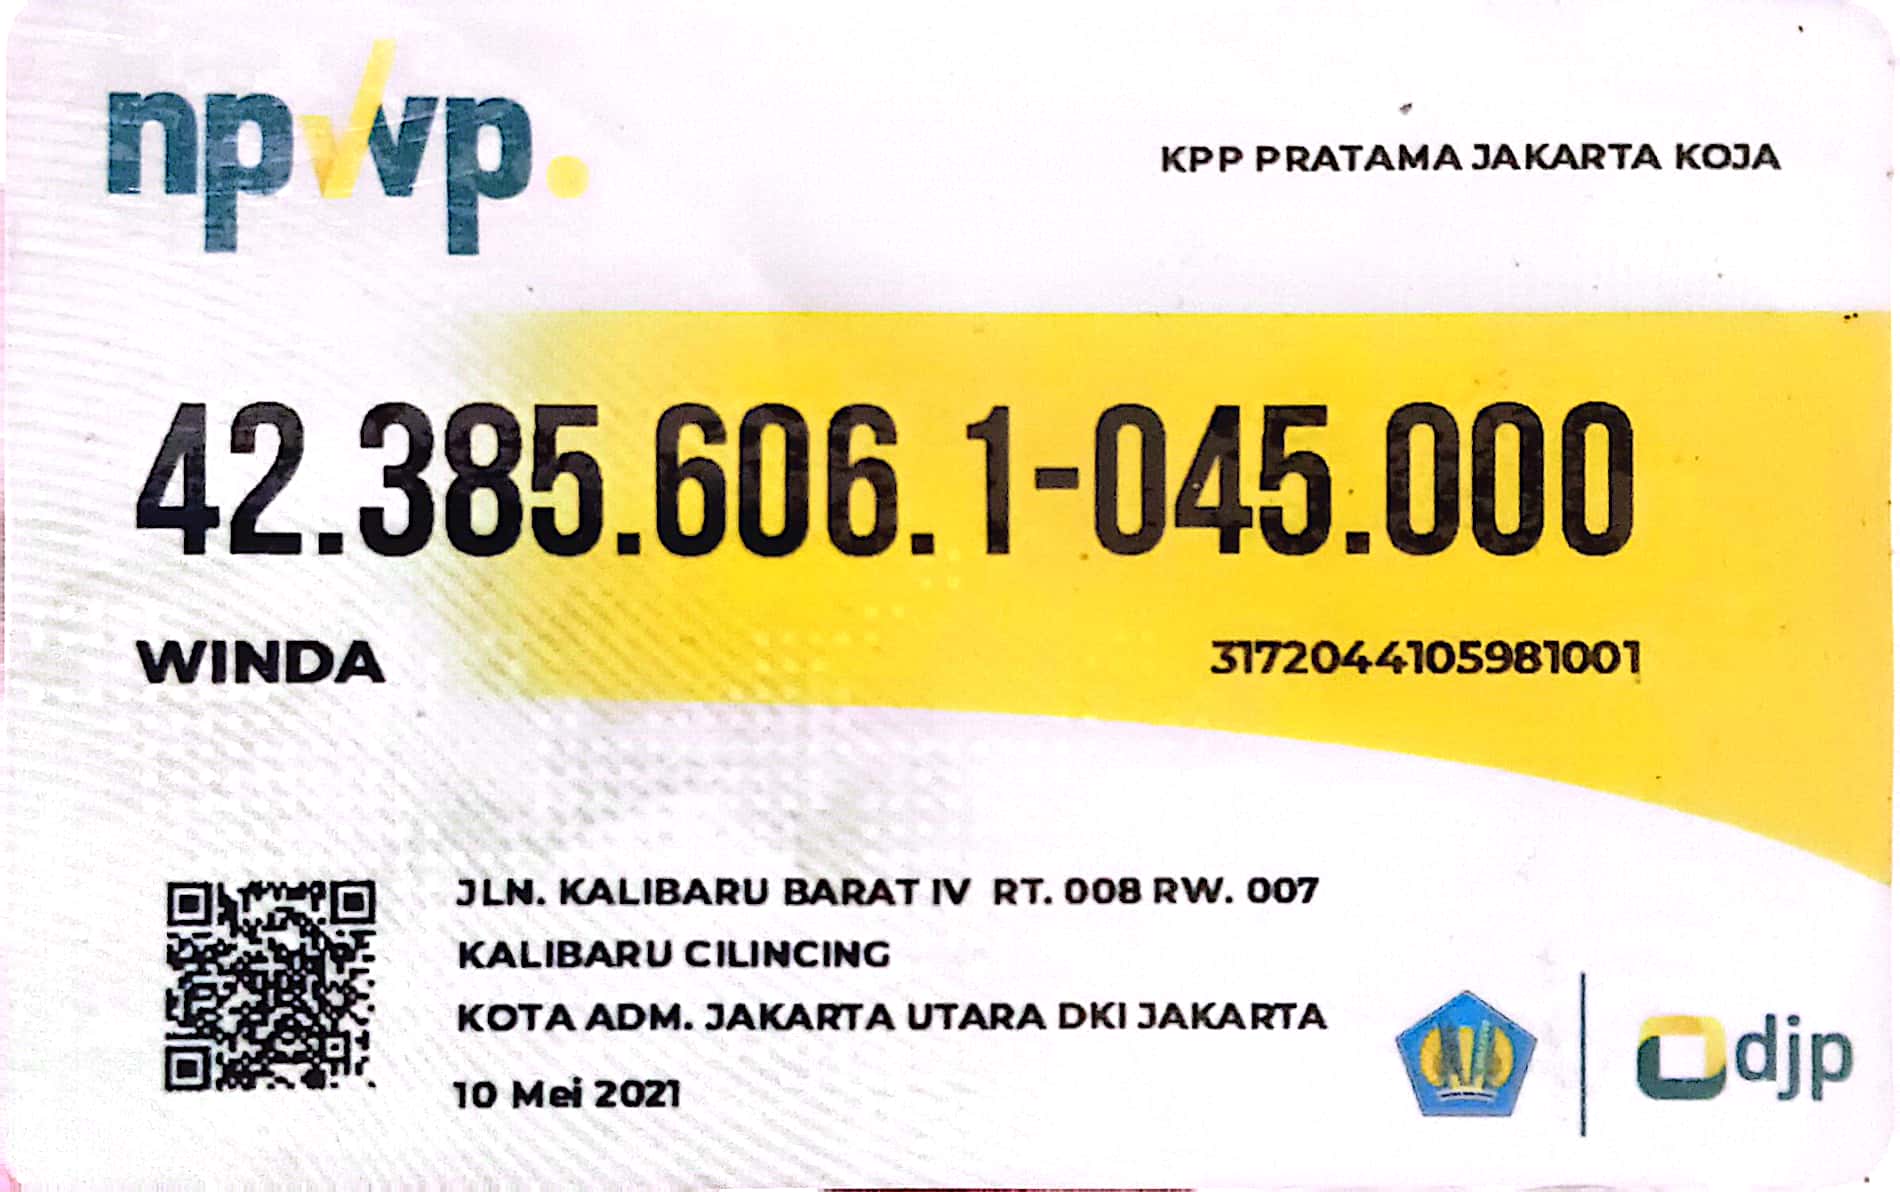 npwp.
KPP PRATAMA JAKARTA KOJA
42.385.606.1-045.000
WINDA
3172044105981001
JLN. KALIBARU BARAT IV RT. 008 RW. 007
KALIBARU CILINCING
KOTA ADM. JAKARTA UTARA DKI JAKARTA
10 Mei 2021
djp